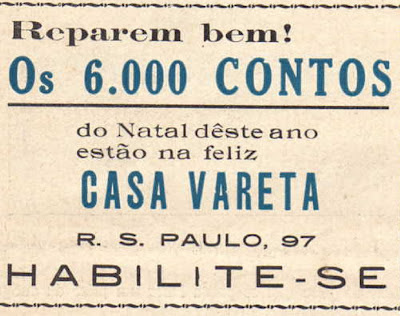 Reparem bem!
Os 6.000 CONTOS
do Natal dêste ano
estão na feliz
CASA VARETA
R. S. PAULO, 97
HABILITE-SE